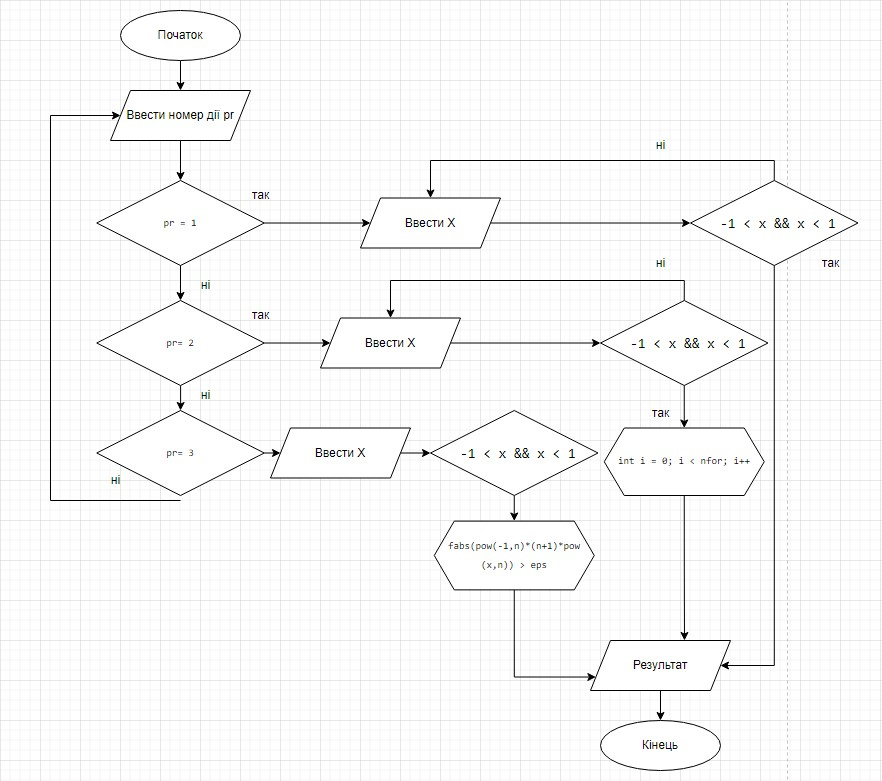 Початок
Ввести номер дії pr
ні
так
pr = 1
Ввести X
-1 < x && x < 1
так
ні
ні
так
pr= 2
Ввести X
-1 < x && x < 1
ні
так
pr= 3
Ввести X
-1 < x && x < 1
int i = 0; i < nfor; i++
ні
fabs(pow(-1,n)*(n+1)*pow
(x,n)) > eps
Результат
Кінець